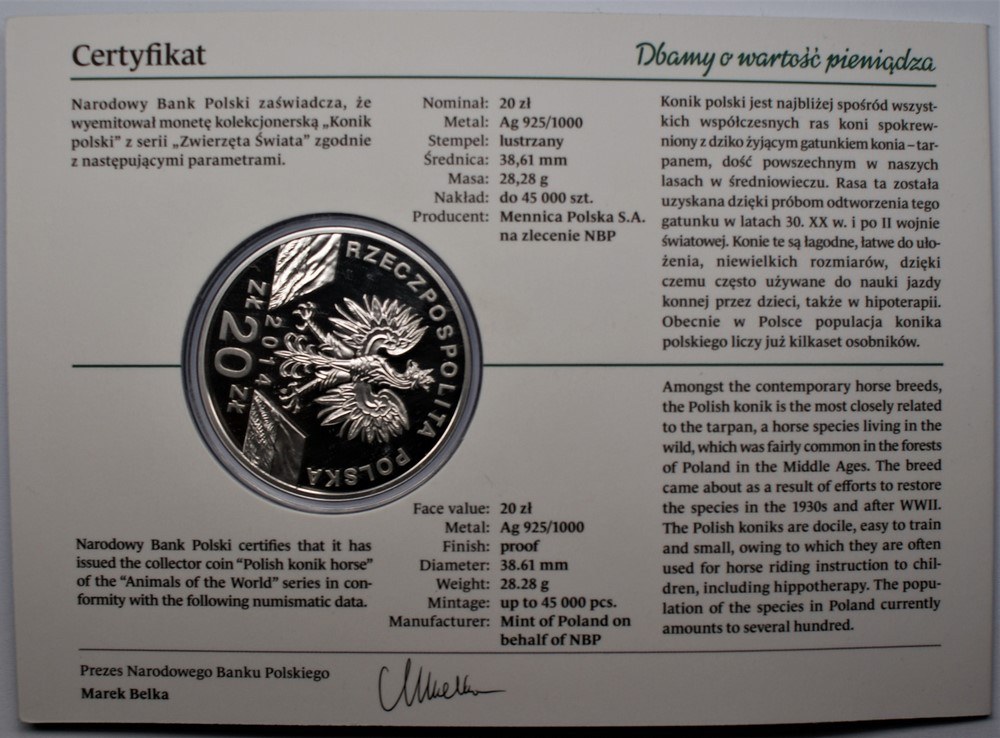 Certyfikat
Dbamy o wartość pieniądza
Narodowy Bank Polski zaświadcza, że
wyemitował monetę kolekcjonerską „Konik
polski” z serii „Zwierzęta Świata” zgodnie
z następującymi parametrami.
Nominał: 20 zł
Metal: Ag 925/1000
Stempel: lustrzany
Średnica: 38,61 mm
Masa: 28,28 g
Nakład: do 45 000 szt.
Producent: Mennica Polska S.A.
na zlecenie NBP
Konik polski jest najbliżej spośród wszyst-
kich współczesnych ras koni spokrew-
niony z dziko żyjącym gatunkiem konia – tar-
panem, dość powszechnym w naszych
lasach w średniowieczu. Rasa ta została
uzyskana dzięki próbom odtworzenia tego
gatunku w latach 30. XX w. i po II wojnie
światowej. Konie te są łagodne, łatwe do uło-
żenia, niewielkich rozmiarów, dzięki
czemu często używane do nauki jazdy
konnej przez dzieci, także w hipoterapii.
Obecnie w Polsce populacja konika
polskiego liczy już kilkaset osobników.
RZECZPOSPOLITA POLSKA
2014
ZŁ 20 ZŁ
Narodowy Bank Polski certifies that it has
issued the collector coin “Polish konik horse”
of the “Animals of the World” series in con-
formity with the following numismatic data.
Face value: 20 zł
Metal: Ag 925/1000
Finish: proof
Diameter: 38.61 mm
Weight: 28.28 g
Mintage: up to 45 000 pcs.
Manufacturer: Mint of Poland on
behalf of NBP
Amongst the contemporary horse breeds,
the Polish konik is the most closely related
to the tarpan, a horse species living in the
wild, which was fairly common in the forests
of Poland in the Middle Ages. The breed
came about as a result of efforts to restore
the species in the 1930s and after WWII.
The Polish koniks are docile, easy to train
and small, owing to which they are often
used for horse riding instruction to chil-
dren, including hippotherapy. The popu-
lation of the species in Poland currently
amounts to several hundred.
Prezes Narodowego Banku Polskiego
Marek Belka